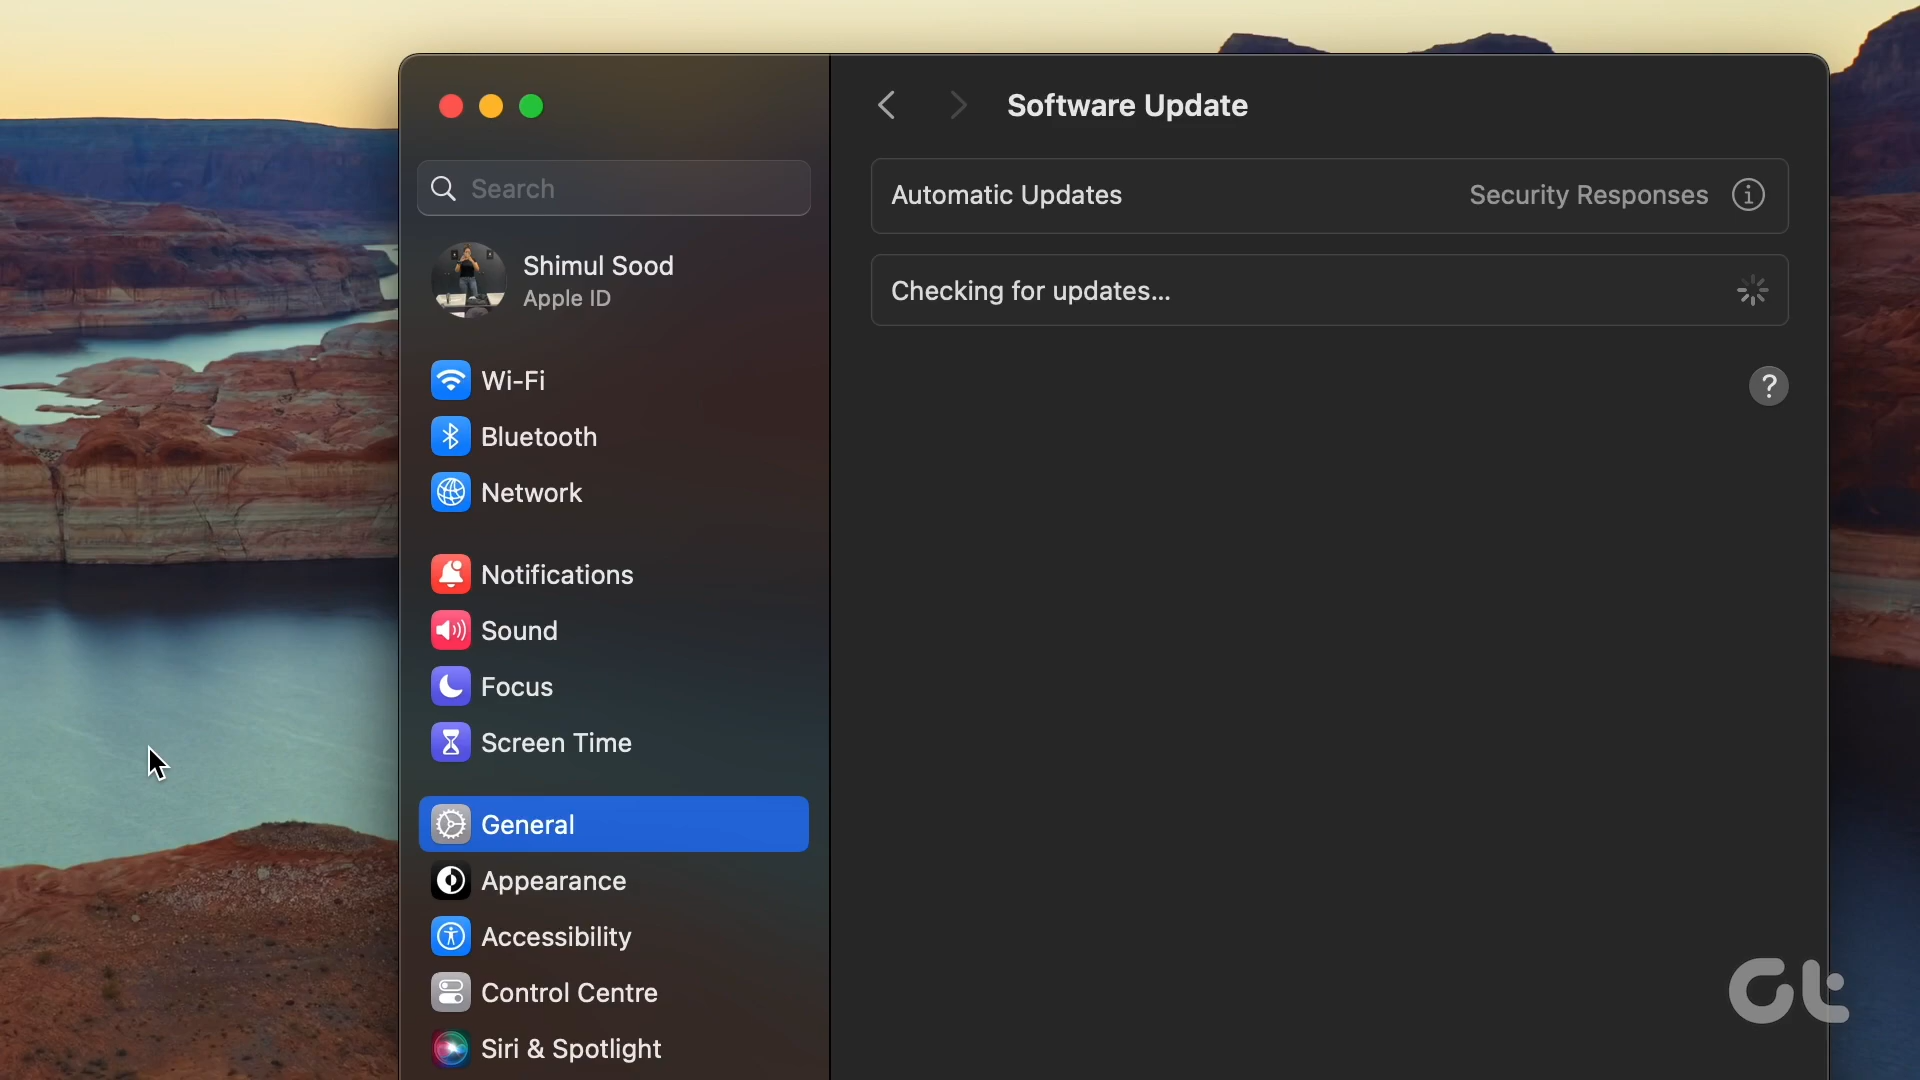 Software Update
Search
Automatic Updates
Security Responses
Shimul Sood
Apple ID
Checking for updates...
?
Wi-Fi
Bluetooth
Network
Notifications
Sound
Focus
Screen Time
General
Appearance
Accessibility
Control Centre
Siri & Spotlight
Gt